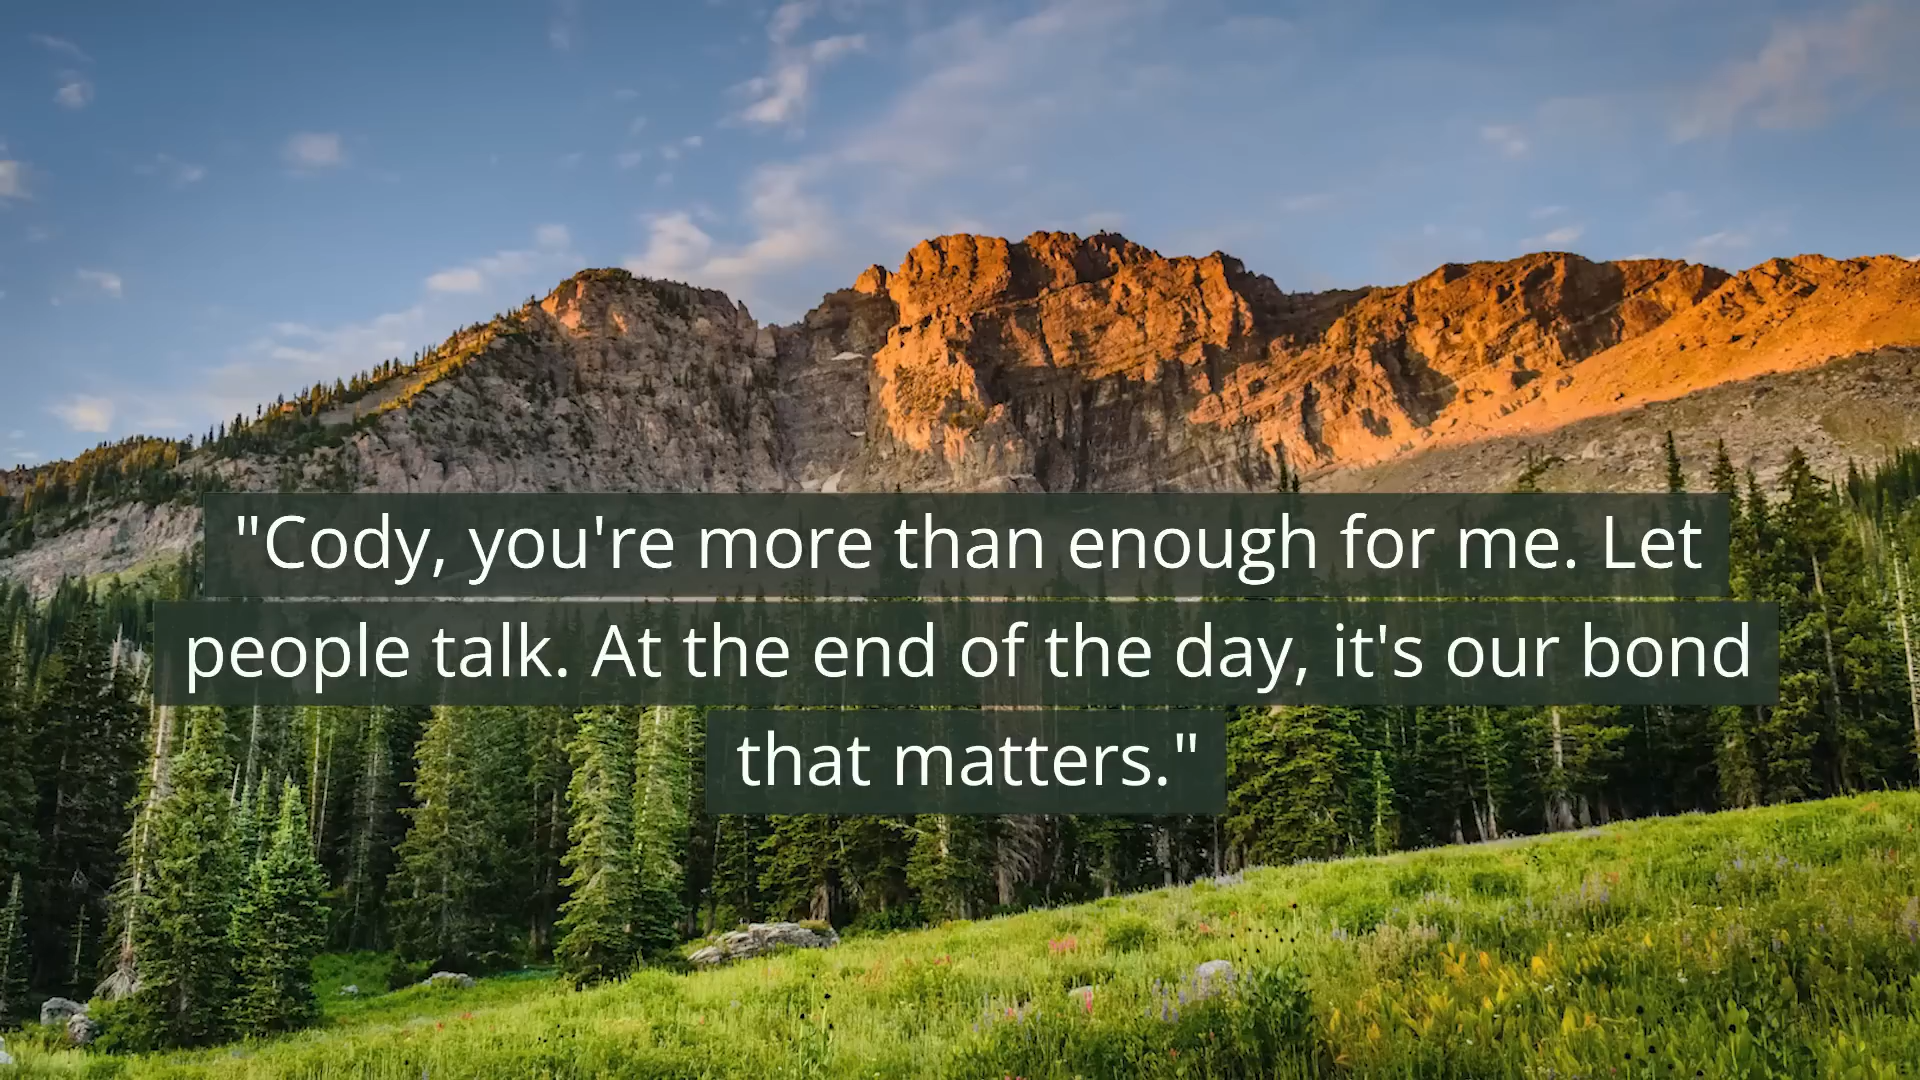 "Cody, you're more than enough for me. Let
people talk. At the end of the day, it's our bond
that matters."